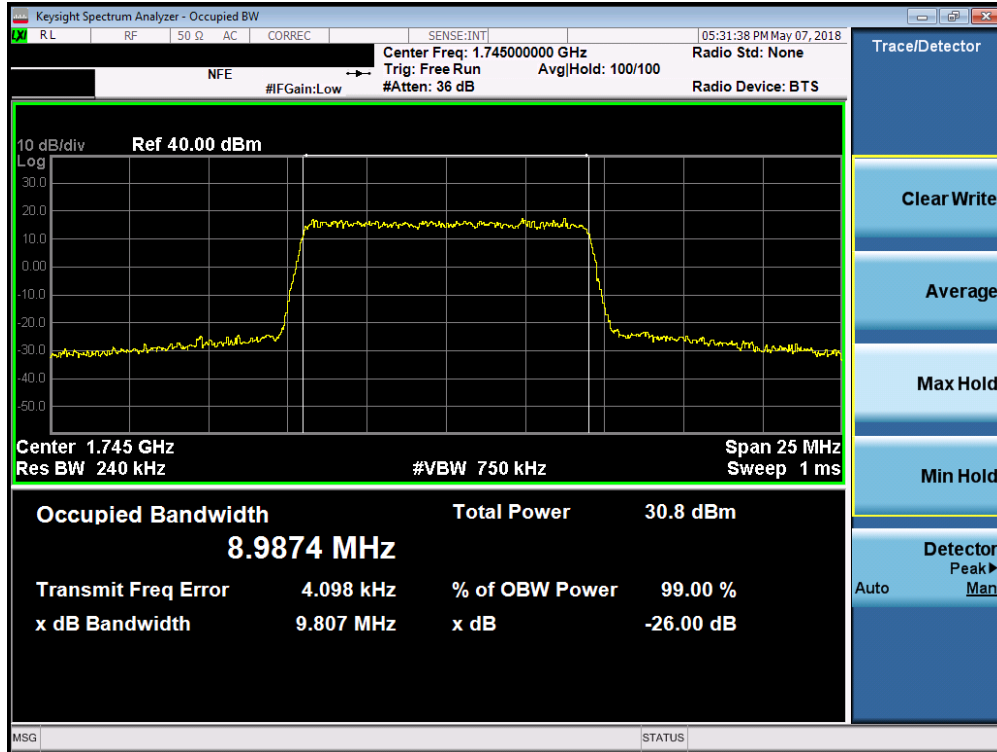 Keysight Spectrum Analyzer - Occupied BW
LXI RL RF 50 Ω AC CORREC SENSE:INT 05:31:38 PM May 07, 2018
Center Freq: 1.745000000 GHz Radio Std: None
NFE Trig: Free Run Avg|Hold: 100/100
#IFGain:Low #Atten: 36 dB Radio Device: BTS
10 dB/div Ref 40.00 dBm
Log
30.0
20.0
10.0
0.00
-10.0
-20.0
-30.0
-40.0
-50.0
Center 1.745 GHz Span 25 MHz
Res BW 240 kHz #VBW 750 kHz Sweep 1 ms
Occupied Bandwidth Total Power 30.8 dBm
8.9874 MHz
Transmit Freq Error 4.098 kHz % of OBW Power 99.00 %
x dB Bandwidth 9.807 MHz x dB -26.00 dB
MSG STATUS
Trace/Detector
Clear Write
Average
Max Hold
Min Hold
Detector
Peak▶
Auto Man